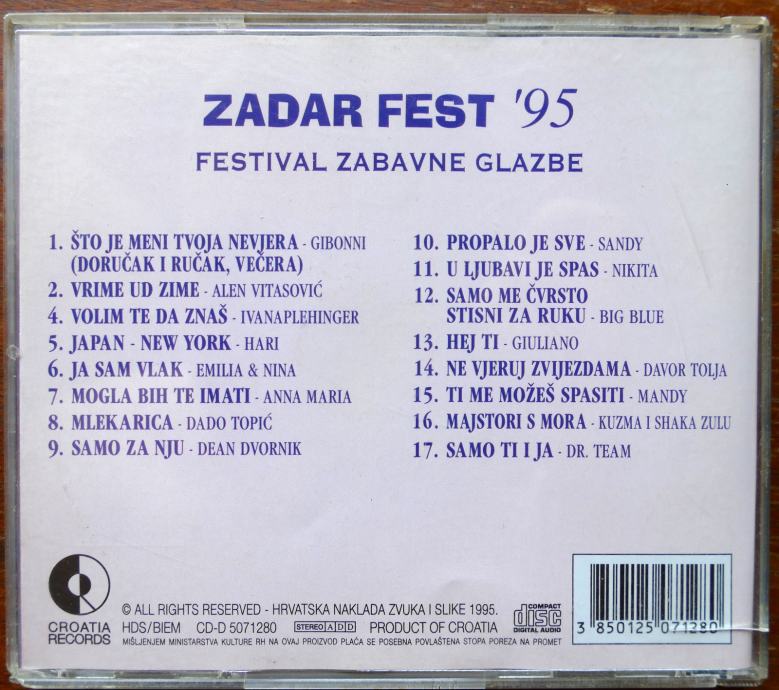 ZADAR FEST '95
FESTIVAL ZABAVNE GLAZBE
1. ŠTO JE MENI TVOJA NEVJERA - GIBONNI
(DORUČAK I RUČAK, VEČERA)
2. VRIME UD ZIME - ALEN VITASOVIĆ
4. VOLIM TE DA ZNAŠ - IVANAPLEHINGER
5. JAPAN - NEW YORK - HARI
6. JA SAM VLAK - EMILIA & NINA
7. MOGLA BIH TE IMATI - ANNA MARIA
8. MLEKARICA - DADO TOPIĆ
9. SAMO ZA NJU - DEAN DVORNIK
10. PROPALO JE SVE - SANDY
11. U LJUBAVI JE SPAS - NIKITA
12. SAMO ME ČVRSTO
STISNI ZA RUKU - BIG BLUE
13. HEJ TI - GIULIANO
14. NE VJERUJ ZVIJEZDAMA - DAVOR TOLJA
15. TI ME MOŽEŠ SPASITI - MANDY
16. MAJSTORI S MORA - KUZMA I SHAKA ZULU
17. SAMO TI I JA - DR. TEAM
CROATIA
RECORDS
© ALL RIGHTS RESERVED - HRVATSKA NAKLADA ZVUKA I SLIKE 1995.
HDS/BIEM CD-D 5071280 STEREO A D D PRODUCT OF CROATIA
MIŠLJENJEM MINISTARSTVA KULTURE RH NA OVAJ PROIZVOD PLAĆA SE POSEBNA POVLAŠTENA STOPA POREZA NA PROMET
COMPACT
disc
DIGITAL AUDIO
3 850125 071280